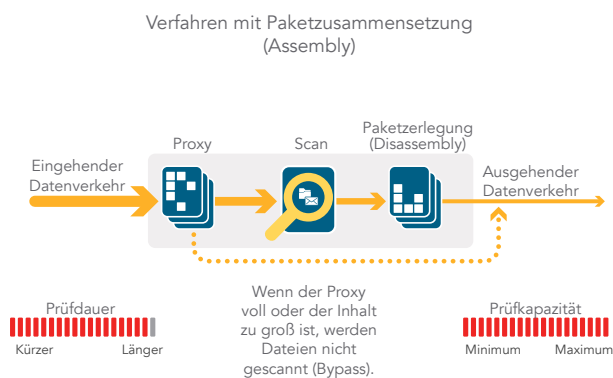 Verfahren mit Paketzusammensetzung
(Assembly)
Proxy
Scan
Paketzerlegung
(Disassembly)
Eingehender
Datenverkehr
Ausgehender
Datenverkehr
Wenn der Proxy
voll oder der Inhalt
zu groß ist, werden
Dateien nicht
gescannt (Bypass).
Prüfdauer
Kürzer
Länger
Prüfkapazität
Minimum
Maximum